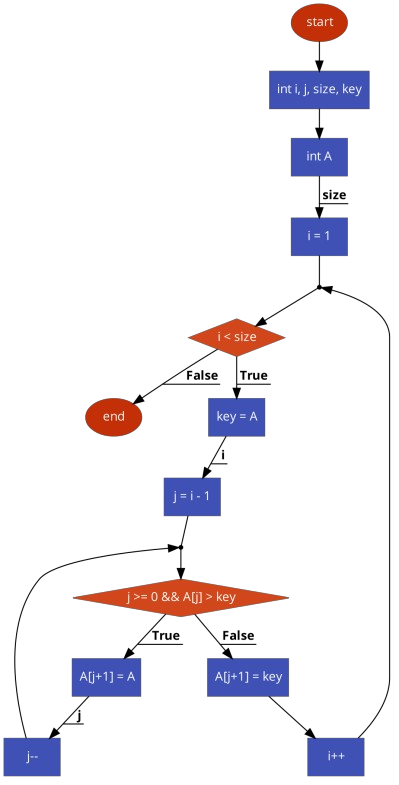 start
int i, j, size, key
int A
size
i = 1
i < size
False
True
end
key = A
i
j = i - 1
j >= 0 && A[j] > key
True
False
A[j+1] = A
A[j+1] = key
j
j--
i++